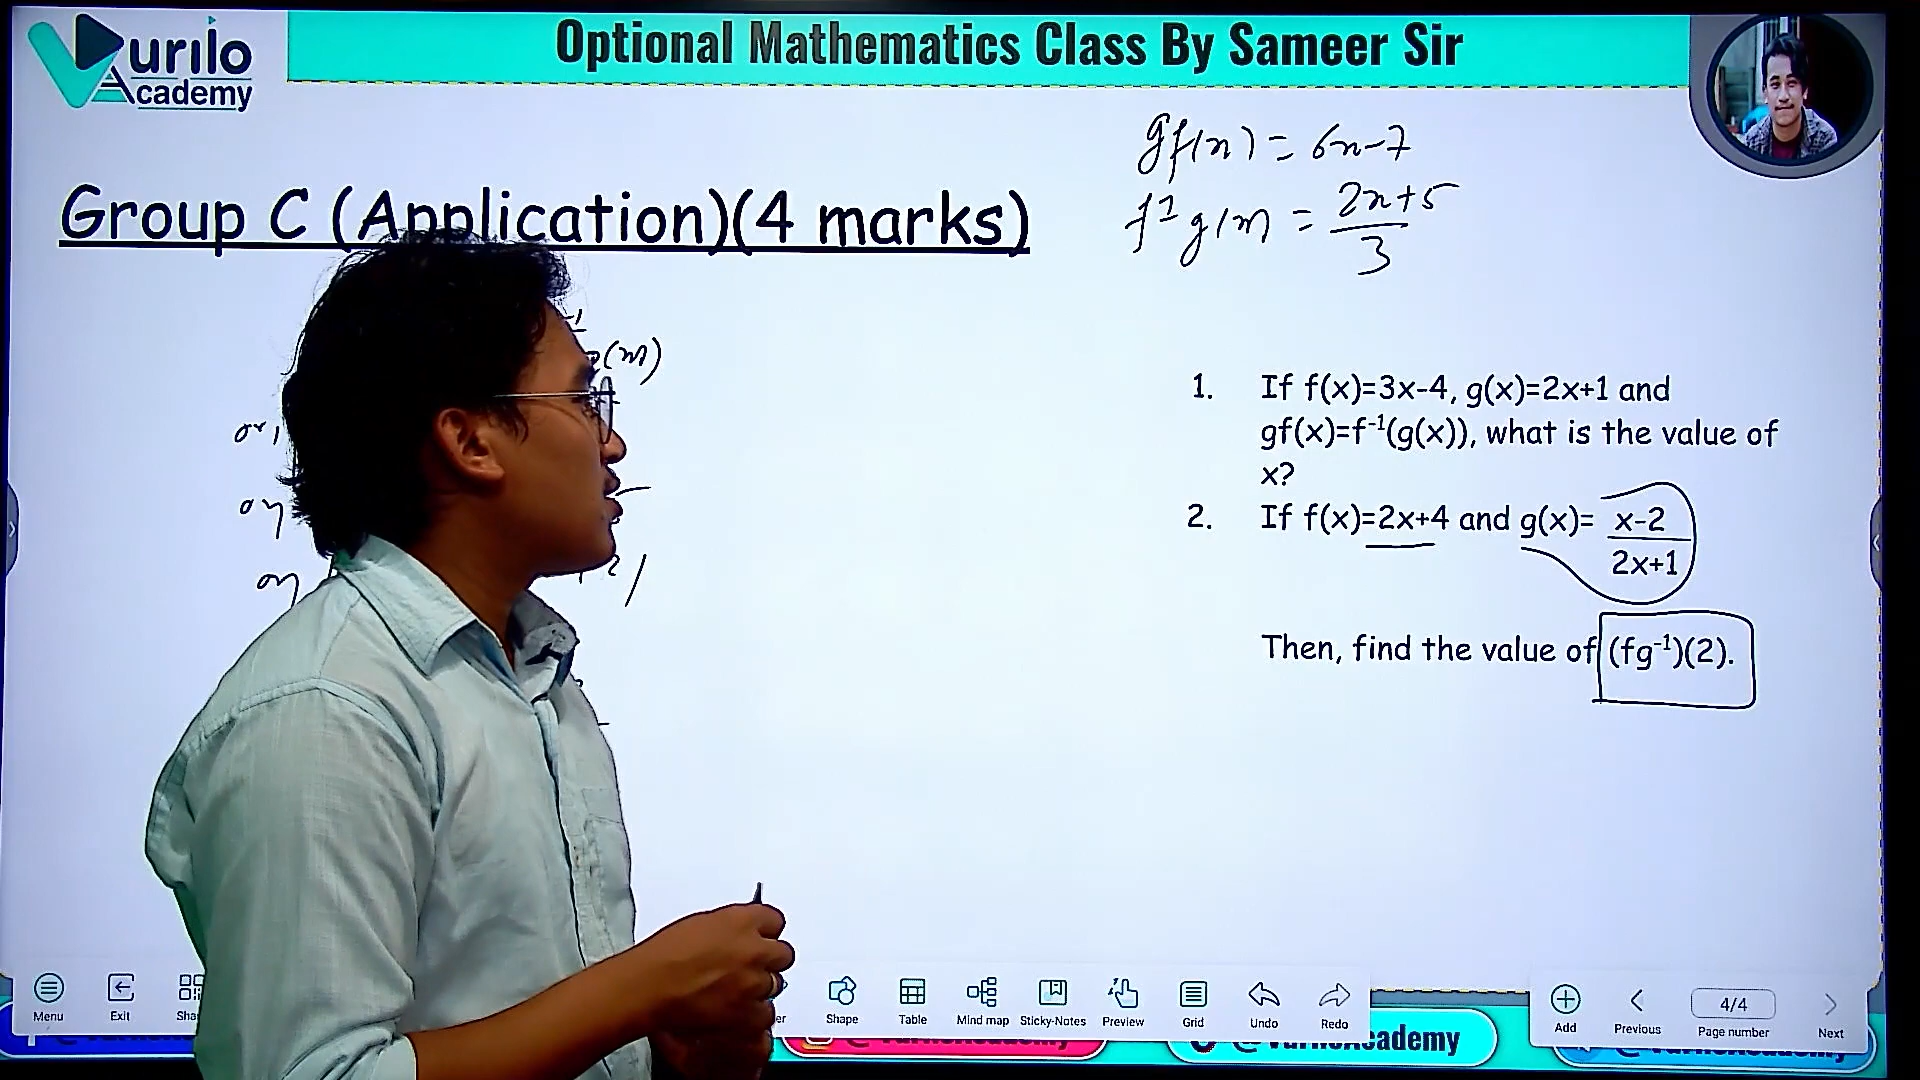 Vurilo
Academy
Optional Mathematics Class By Sameer Sir
gf(x) = 6x-7
f⁻¹g(x) = 2x+5
3
Group C (Application)(4 marks)
(x)
or,
or,
or,
1. If f(x)=3x-4, g(x)=2x+1 and
gf(x)=f⁻¹(g(x)), what is the value of
x?
2. If f(x)=2x+4 and g(x)= x-2
2x+1
Then, find the value of (fg⁻¹)(2).
Menu Exit Shape Table Mind map Sticky-Notes Preview Grid Undo Redo Add Previous 4/4 Page number Next